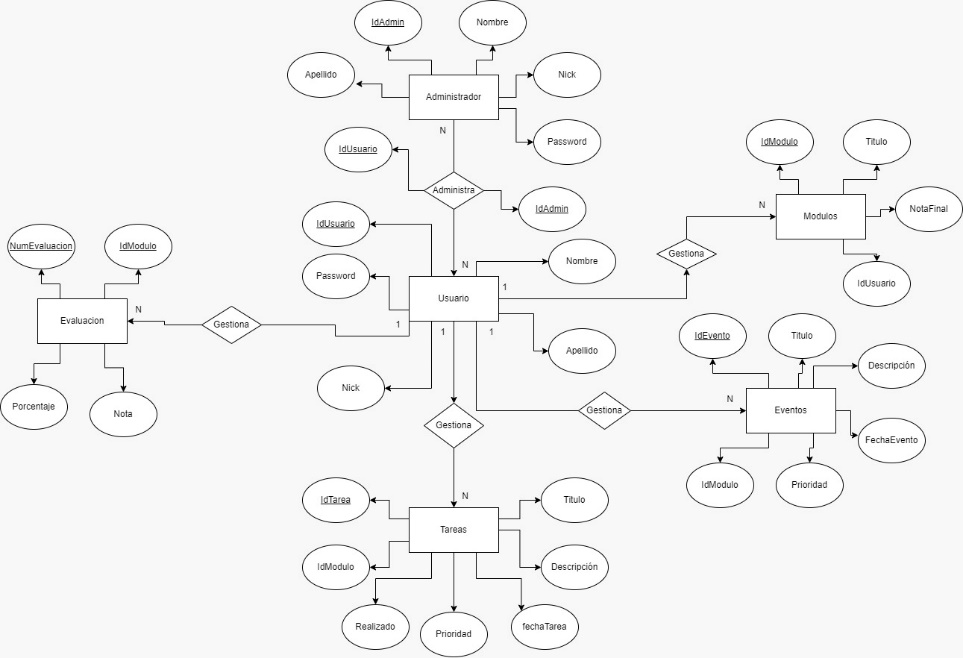 IdAdmin
Nombre
Apellido
Nick
Administrador
Password
N
IdUsuario
IdModulo
Titulo
Administra
IdAdmin
N
Modulos
NotaFinal
IdUsuario
NumEvaluacion
IdModulo
Gestiona
Nombre
Password
N
IdUsuario
1
Usuario
N
Evaluacion
Gestiona
1
1
1
IdEvento
Titulo
Apellido
Descripción
Nick
N
Porcentaje
Nota
Gestiona
Eventos
Gestiona
FechaEvento
IdModulo
Prioridad
N
IdTarea
Titulo
Tareas
IdModulo
Descripción
Realizado
Prioridad
fechaTarea